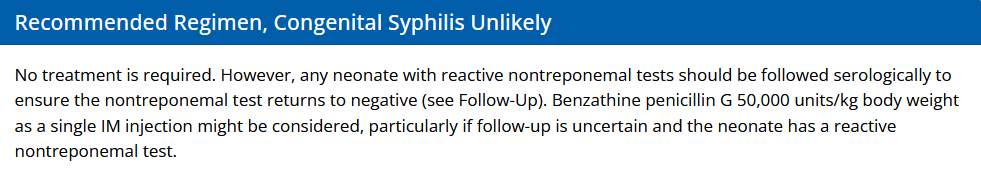 Recommended Regimen, Congenital Syphilis Unlikely
No treatment is required. However, any neonate with reactive nontreponemal tests should be followed serologically to
ensure the nontreponemal test returns to negative (see Follow-Up). Benzathine penicillin G 50,000 units/kg body weight
as a single IM injection might be considered, particularly if follow-up is uncertain and the neonate has a reactive
nontreponemal test.